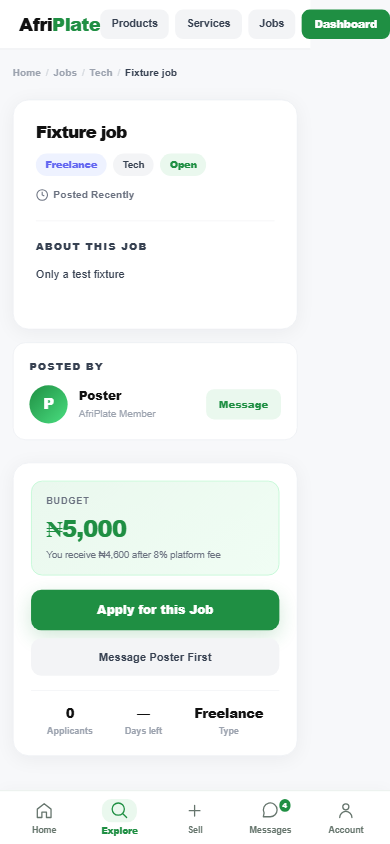 AfriPlate Products Services Jobs Dashboard
Home / Jobs / Tech / Fixture job
Fixture job
Freelance Tech Open
Posted Recently
ABOUT THIS JOB
Only a test fixture
POSTED BY
P
Poster
AfriPlate Member
Message
BUDGET
₦5,000
You receive ₦4,600 after 8% platform fee
Apply for this Job
Message Poster First
0 — Freelance
Applicants Days left Type
4
Home Explore Sell Messages Account